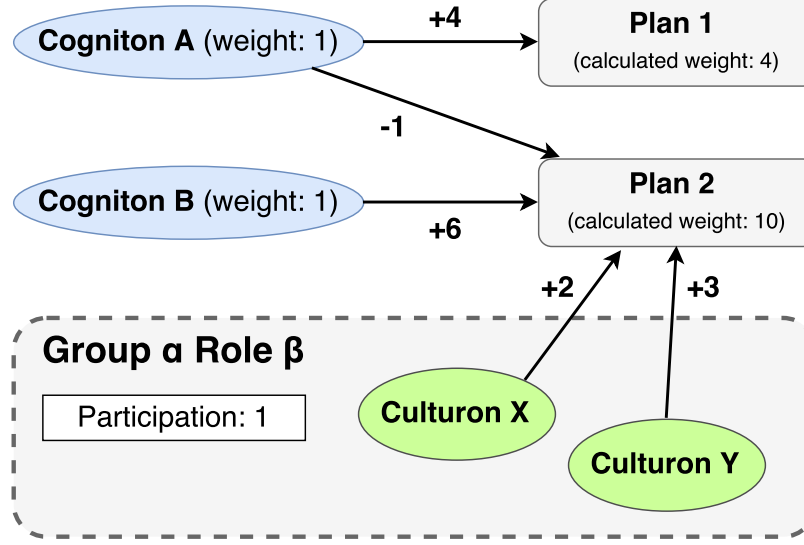 Cogniton A (weight: 1)
+4
Plan 1
(calculated weight: 4)
-1
Cogniton B (weight: 1)
+6
Plan 2
(calculated weight: 10)
+2
+3
Group α Role β
Participation: 1
Culturon X
Culturon Y